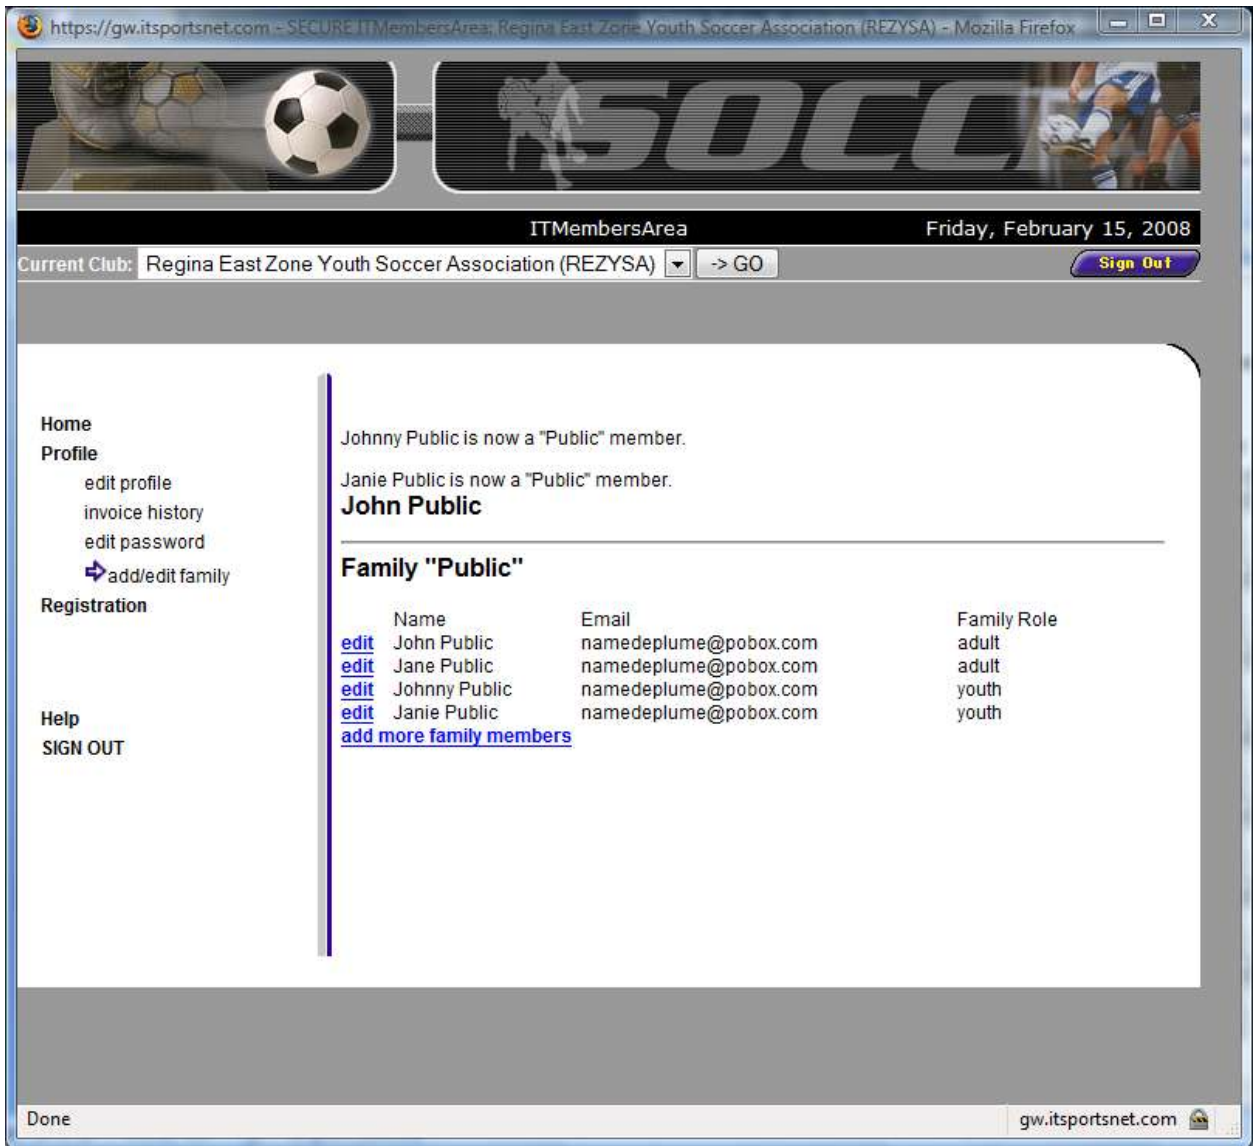 https://gw.itsportsnet.com - SECURE ITMembersArea: Regina East Zone Youth Soccer Association (REZYSA) - Mozilla Firefox
SOCC
ITMembersArea Friday, February 15, 2008
Current Club: Regina East Zone Youth Soccer Association (REZYSA) -> GO Sign Out
Home
Profile
edit profile
invoice history
edit password
add/edit family
Registration
Help
SIGN OUT
Johnny Public is now a "Public" member.
Janie Public is now a "Public" member.
John Public
Family "Public"
Name Email Family Role
edit John Public namedeplume@pobox.com adult
edit Jane Public namedeplume@pobox.com adult
edit Johnny Public namedeplume@pobox.com youth
edit Janie Public namedeplume@pobox.com youth
add more family members
Done gw.itsportsnet.com